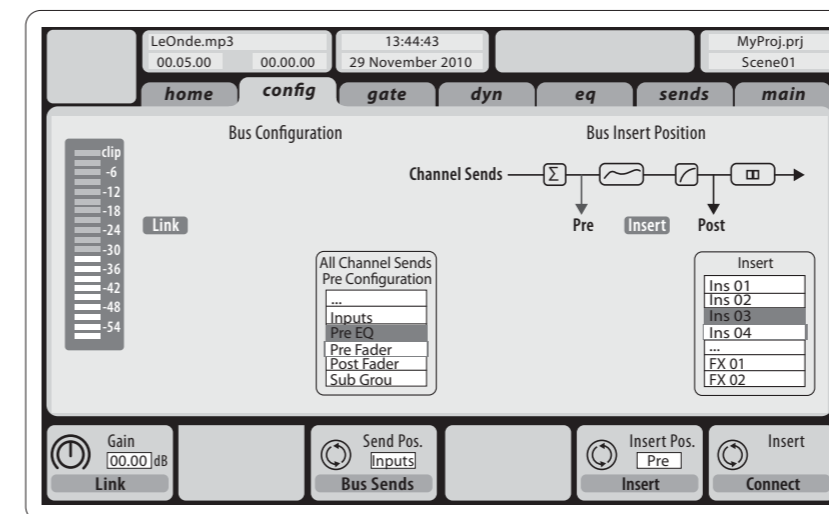 LeOnde.mp3
00.05.00 00.00.00
13:44:43
29 November 2010
MyProj.prj
Scene01
home config gate dyn eq sends main
Bus Configuration
Bus Insert Position
clip
-6
-12
-18
-24
-30
-36
-42
-48
-54
Link
Channel Sends Σ
Pre Insert Post
All Channel Sends
Pre Configuration
...
Inputs
Pre EQ
Pre Fader
Post Fader
Sub Grou
Insert
Ins 01
Ins 02
Ins 03
Ins 04
...
FX 01
FX 02
Gain
00.00 dB
Link
Send Pos.
Inputs
Bus Sends
Insert Pos.
Pre
Insert
Insert
Connect